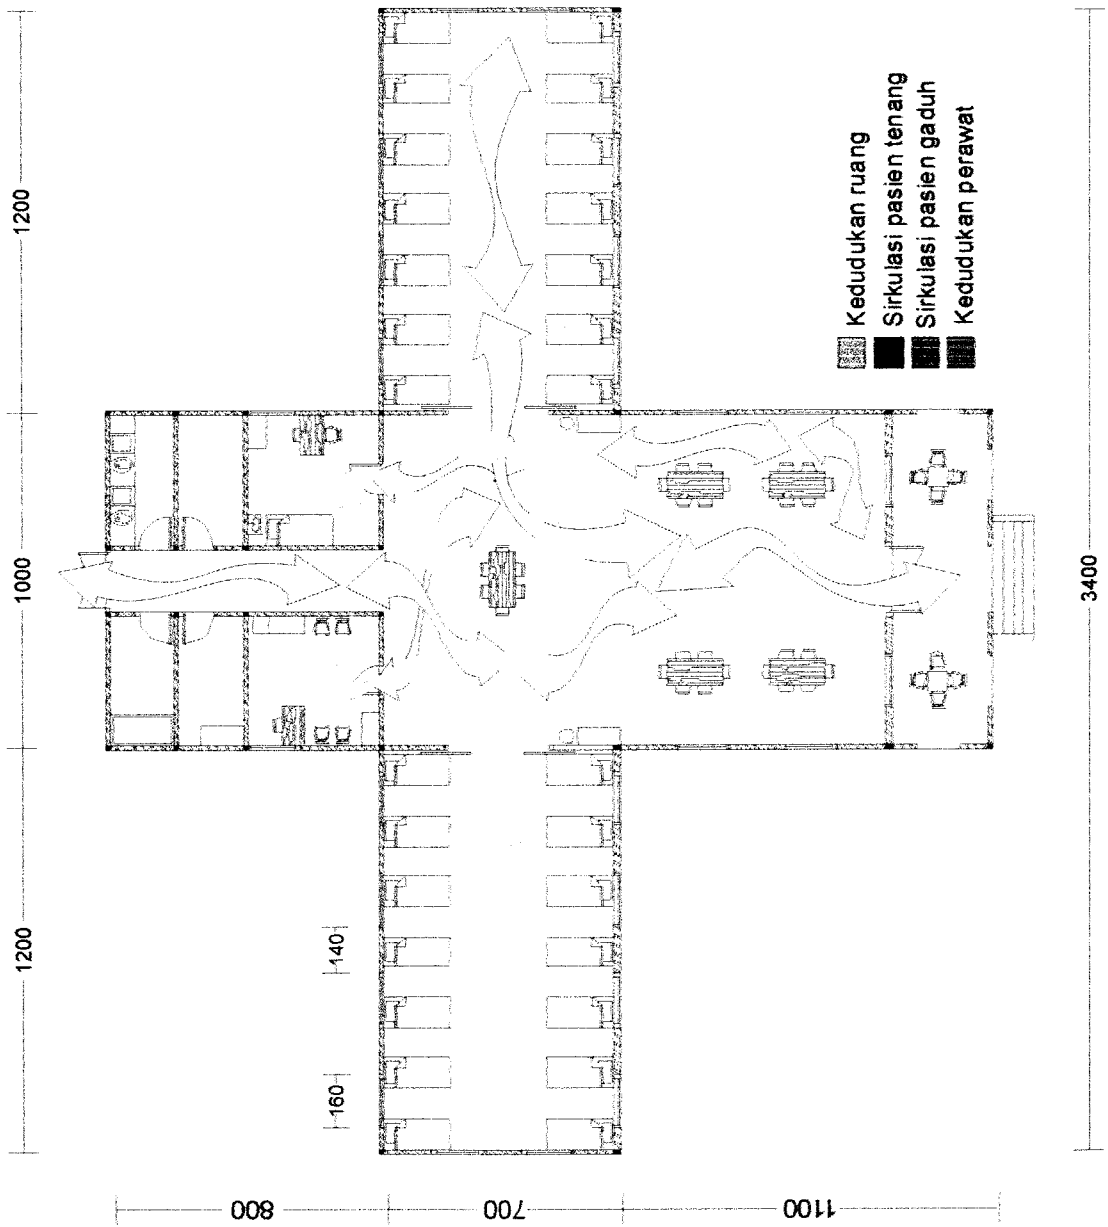 1200
1000
1200
3400
140
160
800
700
1100
Kedudukan ruang
Sirkulasi pasien tenang
Sirkulasi pasien gaduh
Kedudukan perawat